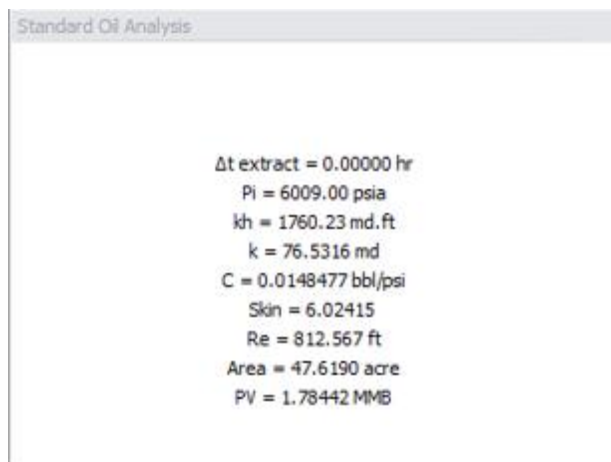 Standard Oil Analysis
Δt extract = 0.00000 hr
Pi = 6009.00 psia
kh = 1760.23 md.ft
k = 76.5316 md
C = 0.0148477 bbl/psi
Skin = 6.02415
Re = 812.567 ft
Area = 47.6190 acre
PV = 1.78442 MMB